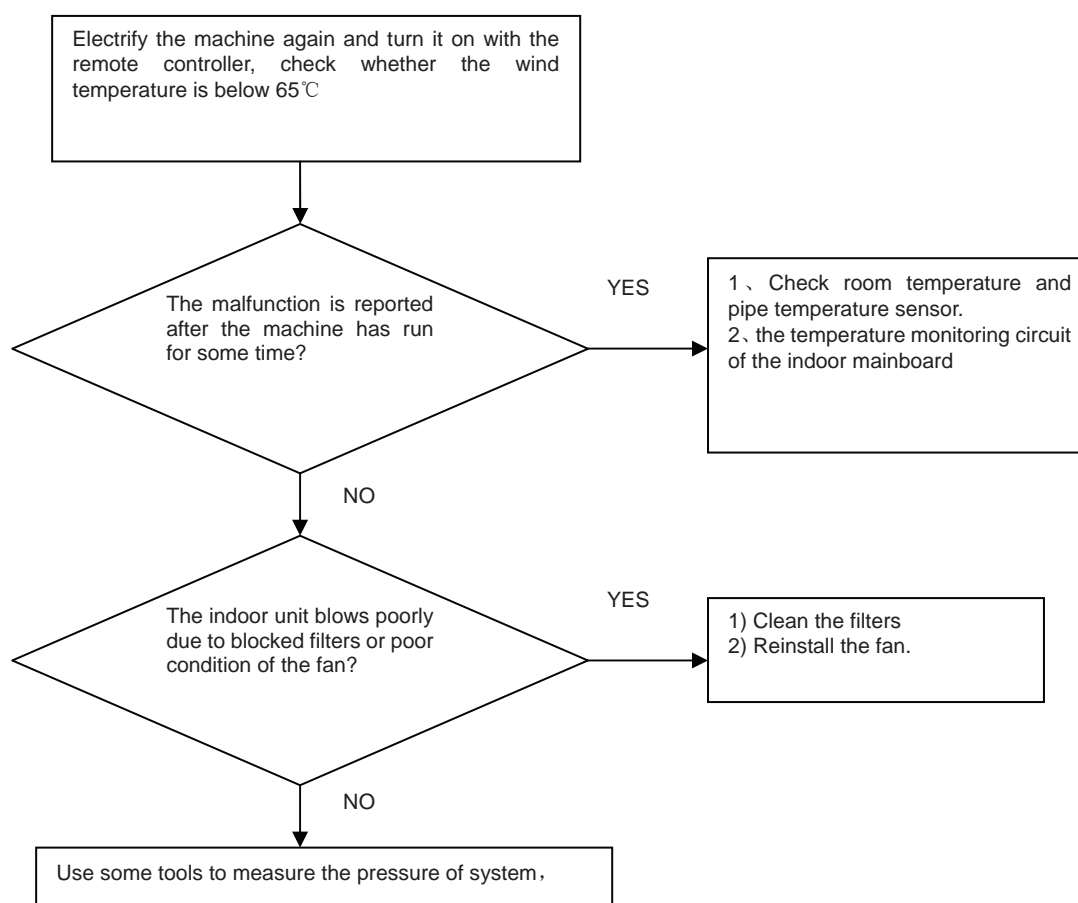 Electrify the machine again and turn it on with the
remote controller, check whether the wind
temperature is below 65℃
The malfunction is reported
after the machine has run
for some time?
YES
1、Check room temperature and
pipe temperature sensor.
2、the temperature monitoring circuit
of the indoor mainboard
NO
The indoor unit blows poorly
due to blocked filters or poor
condition of the fan?
YES
1) Clean the filters
2) Reinstall the fan.
NO
Use some tools to measure the pressure of system，